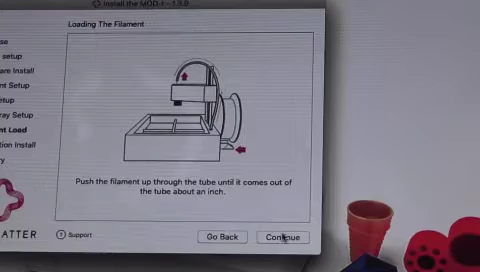 Install the MOD-t - 1.3.0
Loading The Filament
setup
are Install
nt Setup
etup
ray Setup
nt Load
tion Install
Push the filament up through the tube until it comes out of
the tube about an inch.
ATTER
? Support
Go Back
Continue